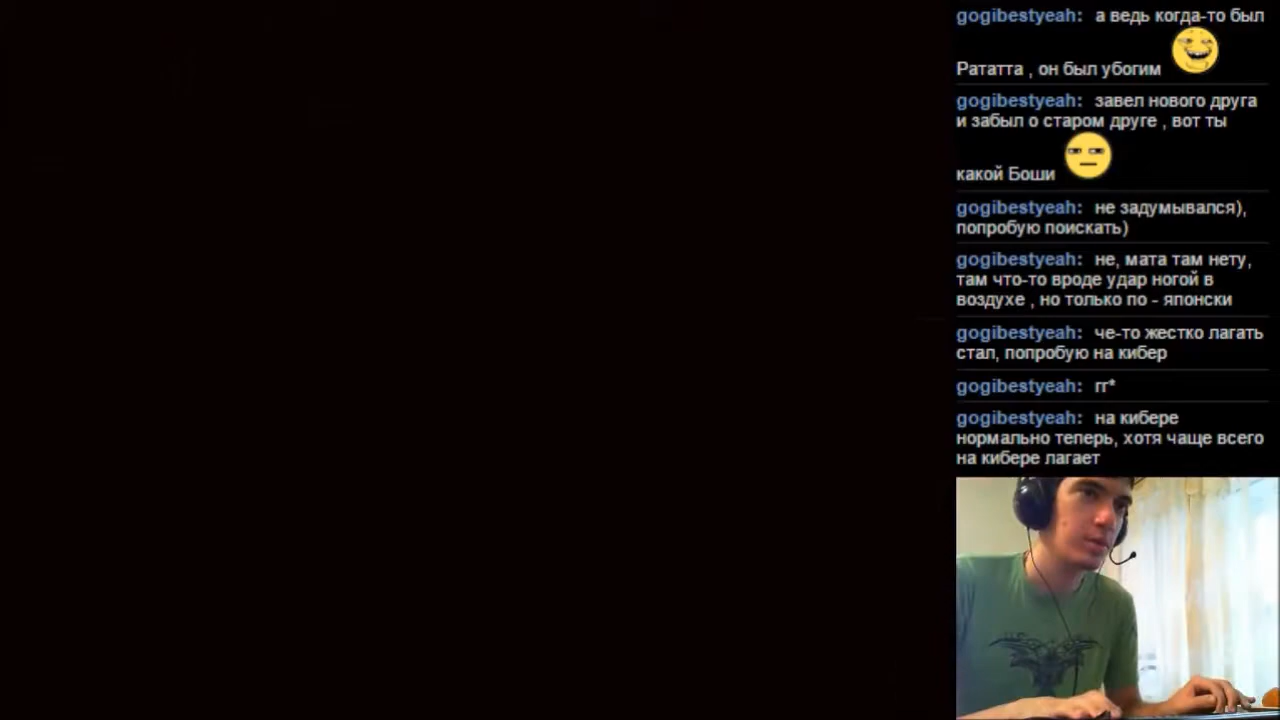 gogibestyeah: а ведь когда-то был
Рататта , он был убогим
gogibestyeah: завел нового друга
и забыл о старом друге , вот ты
какой Боши
gogibestyeah: не задумывался),
попробую поискать)
gogibestyeah: не, мата там нету,
там что-то вроде удар ногой в
воздухе , но только по - японски
gogibestyeah: че-то жестко лагать
стал, попробую на кибер
gogibestyeah: гг*
gogibestyeah: на кибере
нормально теперь, хотя чаще всего
на кибере лагает